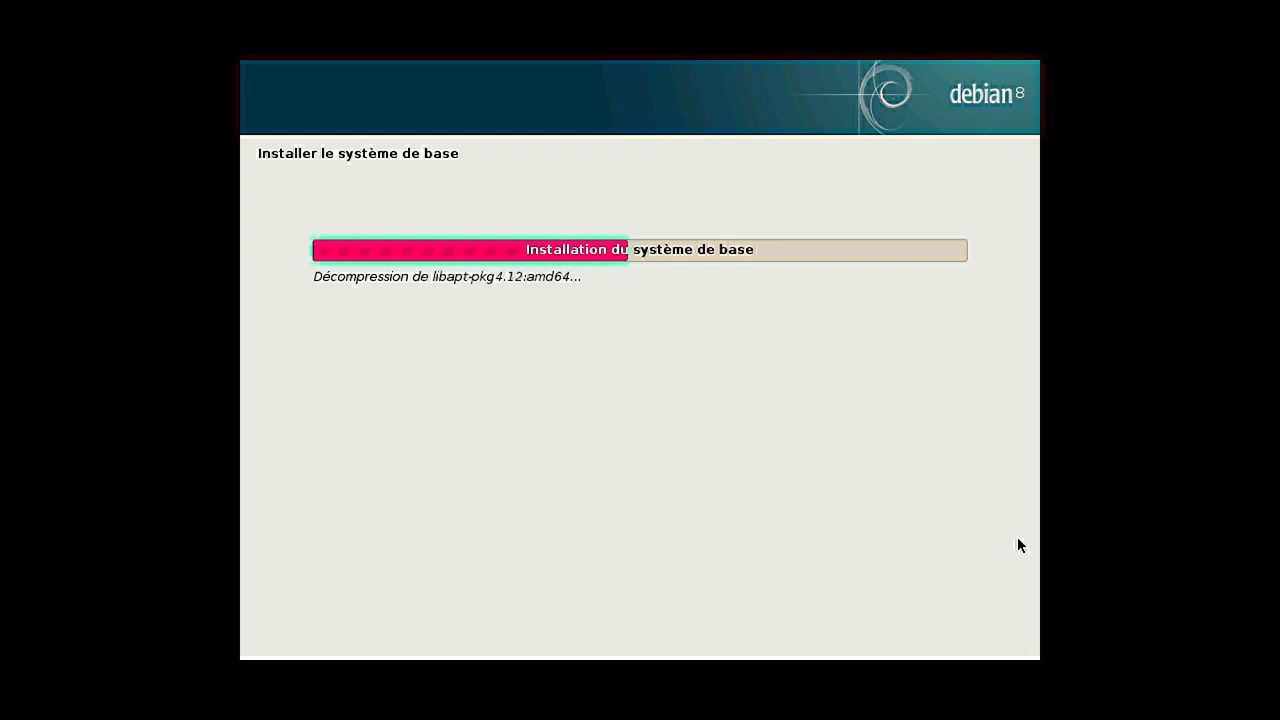 debian 8
Installer le système de base
Installation du système de base
Décompression de libapt-pkg4.12:amd64...